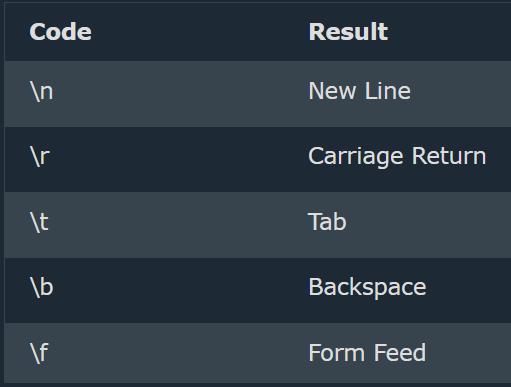 Code Result
\n New Line
\r Carriage Return
\t Tab
\b Backspace
\f Form Feed